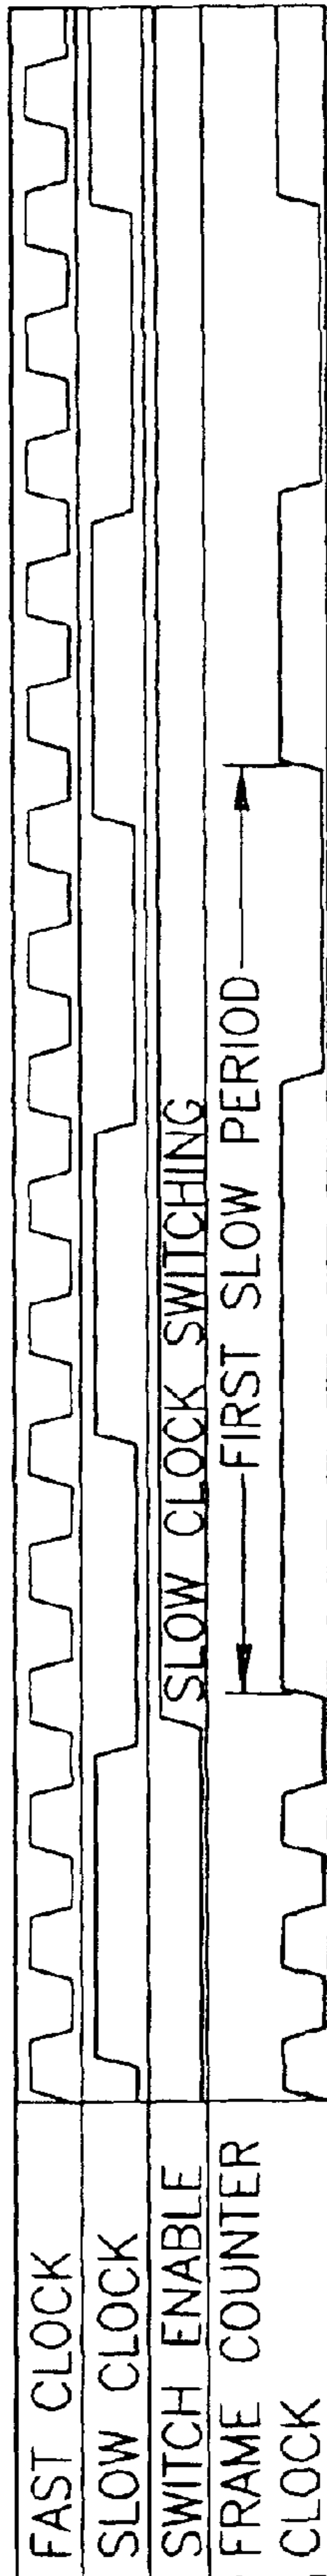 FAST CLOCK
SLOW CLOCK
SWITCH ENABLE
SLOW CLOCK SWITCHING
FRAME COUNTER
CLOCK
FIRST SLOW PERIOD